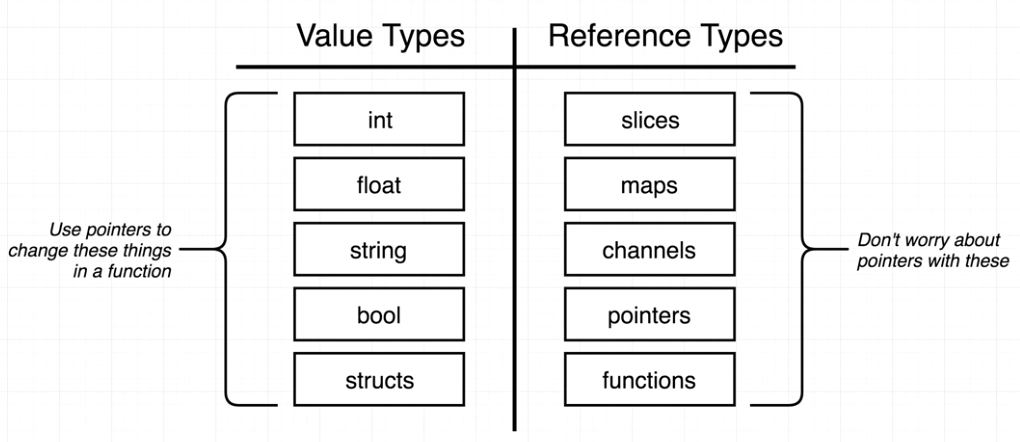 Value Types
Reference Types
int
slices
float
maps
Use pointers to
change these things
in a function
string
channels
Don't worry about
pointers with these
bool
pointers
structs
functions